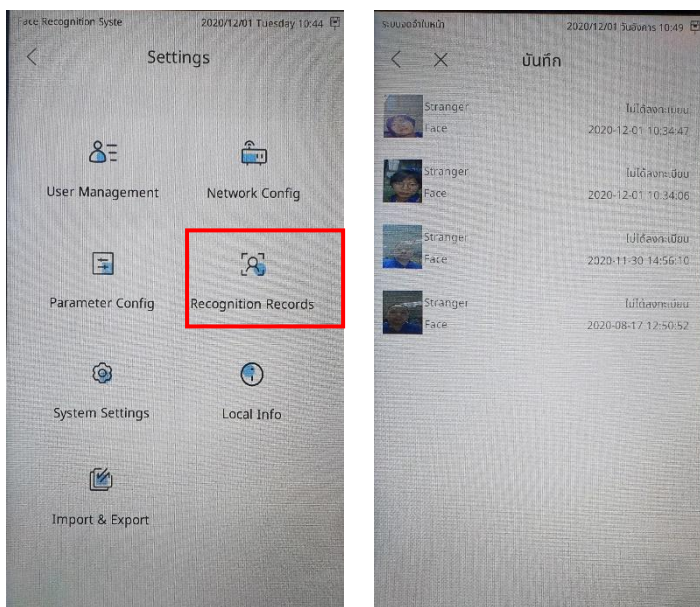 Face Recognition Syste 2020/12/01 Tuesday 10:44
Settings
User Management Network Config
Parameter Config Recognition Records
System Settings Local Info
Import & Export
ระบบจดจำใบหน้า 2020/12/01 วันอังคาร 10:49
บันทึก
Stranger ไม่ได้ลงทะเบียน
Face 2020-12-01 10:34:47
Stranger ไม่ได้ลงทะเบียน
Face 2020-12-01 10:34:06
Stranger ไม่ได้ลงทะเบียน
Face 2020-11-30 14:56:10
Stranger ไม่ได้ลงทะเบียน
Face 2020-08-17 12:50:52